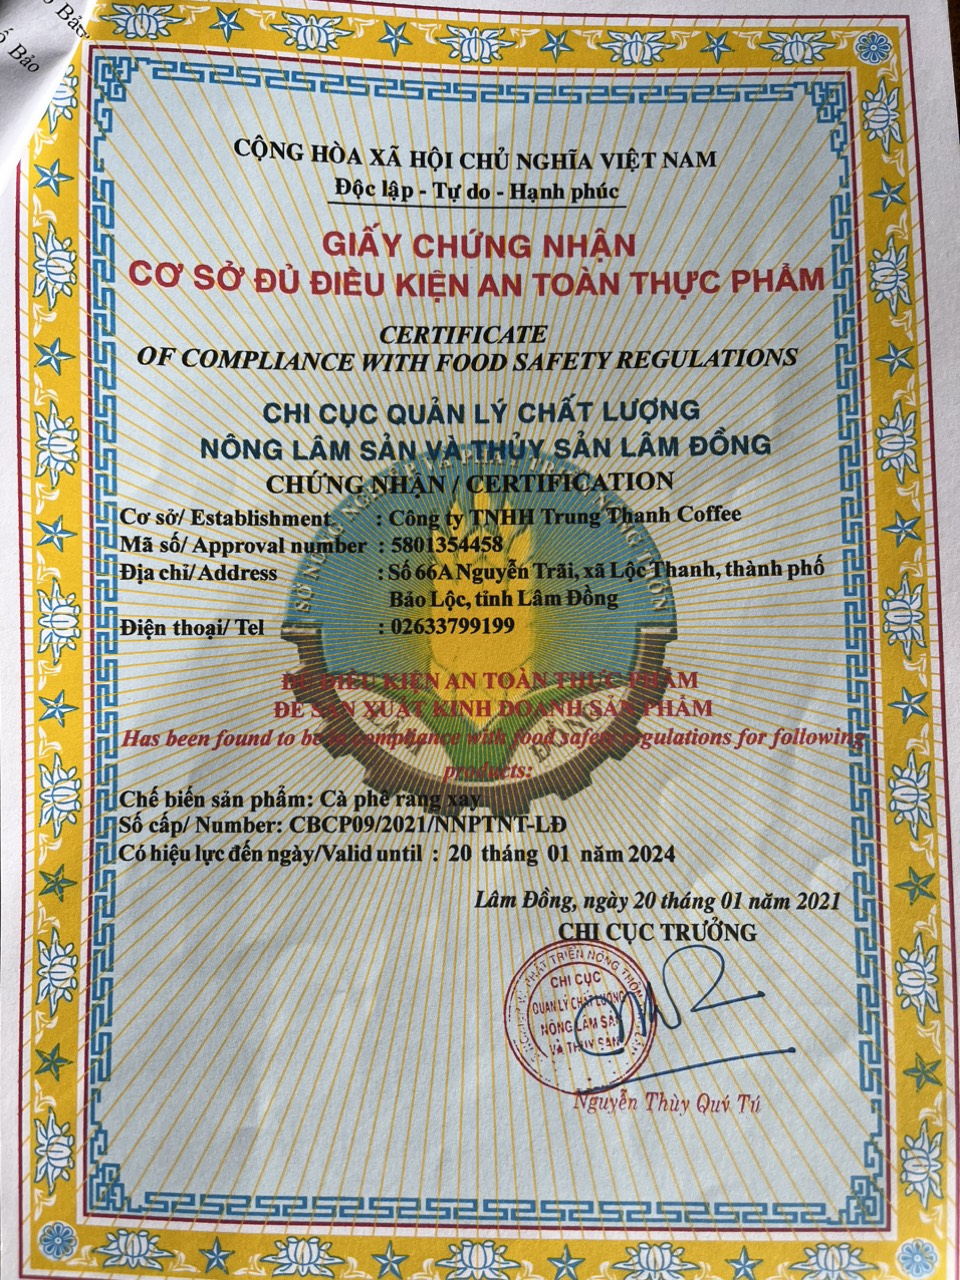 ố Bảo
CỘNG HÒA XÃ HỘI CHỦ NGHĨA VIỆT NAM
Độc lập - Tự do - Hạnh phúc
GIẤY CHỨNG NHẬN
CƠ SỞ ĐỦ ĐIỀU KIỆN AN TOÀN THỰC PHẨM
CERTIFICATE
OF COMPLIANCE WITH FOOD SAFETY REGULATIONS
CHI CỤC QUẢN LÝ CHẤT LƯỢNG
NÔNG LÂM SẢN VÀ THỦY SẢN LÂM ĐỒNG
CHỨNG NHẬN / CERTIFICATION
Cơ sở/ Establishment : Công ty TNHH Trung Thanh Coffee
Mã số/ Approval number : 5801354458
Địa chỉ/ Address : Số 66A Nguyễn Trãi, xã Lộc Thanh, thành phố
Bảo Lộc, tỉnh Lâm Đồng
Điện thoại/ Tel : 02633799199
ĐỦ ĐIỀU KIỆN AN TOÀN THỰC PHẨM
ĐỂ SẢN XUẤT KINH DOANH SẢN PHẨM
Has been found to be in compliance with food safety regulations for following
products:
Chế biến sản phẩm: Cà phê rang xay
Số cấp/ Number: CBCP09/2021/NNPTNT-LĐ
Có hiệu lực đến ngày/Valid until : 20 tháng 01 năm 2024
Lâm Đồng, ngày 20 tháng 01 năm 2021
CHI CỤC TRƯỞNG
PHÁT TRIỂN NÔNG THÔN
CHI CỤC
QUẢN LÝ CHẤT LƯỢNG
NÔNG LÂM SẢN
VÀ THỦY SẢN
Nguyễn Thùy Quý Tú